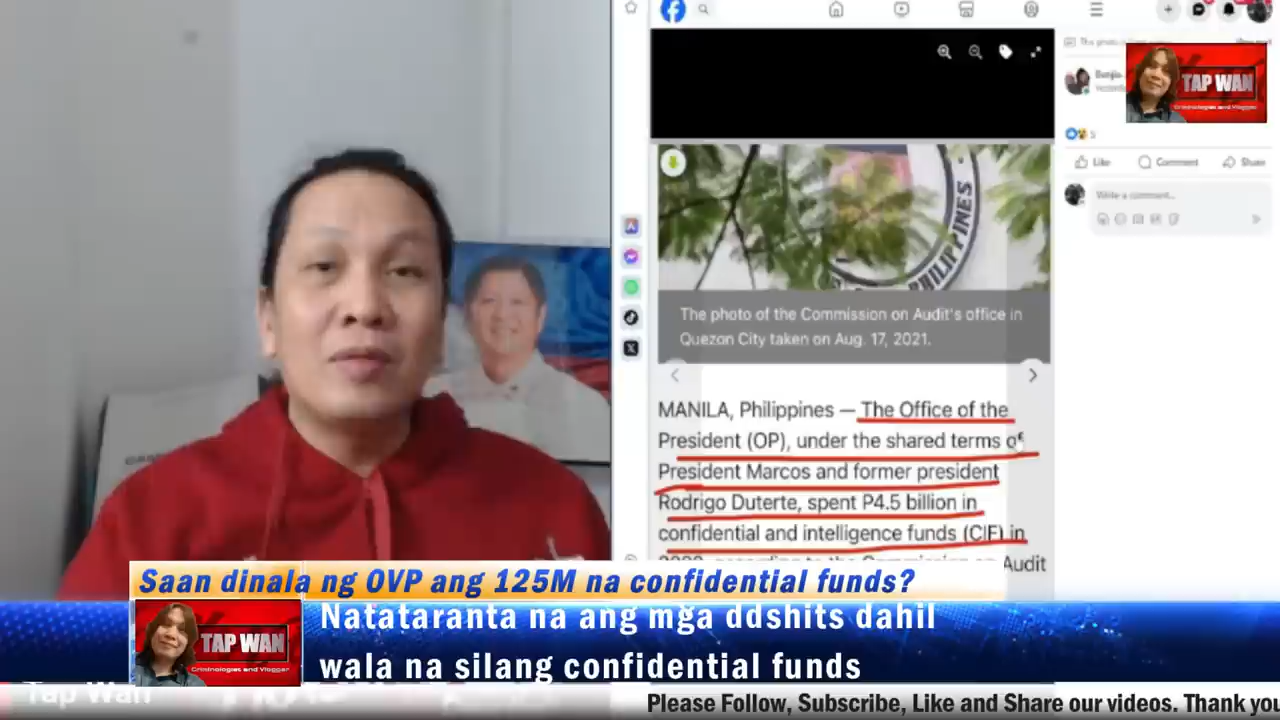 TAP WAN
Criminologies and Vlogger
Like
Comment
Share
Write a comment...
PHILIPPINES
The photo of the Commission on Audit's office in
Quezon City taken on Aug. 17, 2021.
MANILA, Philippines — The Office of the
President (OP), under the shared terms of
President Marcos and former president
Rodrigo Duterte, spent P4.5 billion in
confidential and intelligence funds (CIF) in
Audit
Saan dinala ng OVP ang 125M na confidential funds?
Natataranta na ang mga ddshits dahil
wala na silang confidential funds
TAP WAN
Criminologies and Vlogger
Tap Wan
Please Follow, Subscribe, Like and Share our videos. Thank you